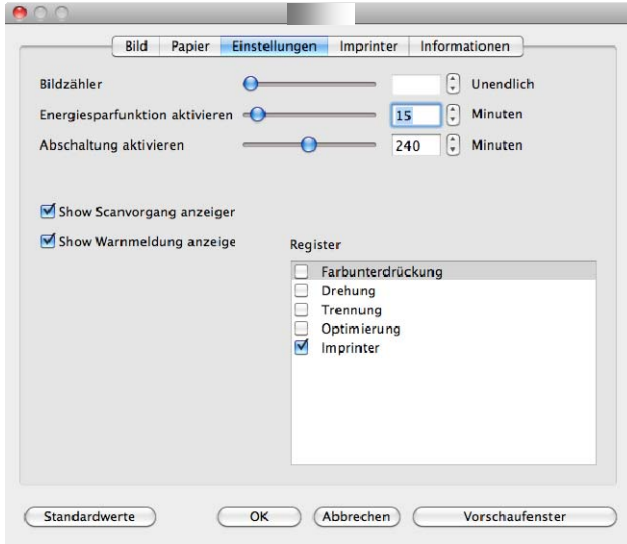 Bild Papier Einstellungen Imprinter Informationen
Bildzähler Unendlich
Energiesparfunktion aktivieren 15 Minuten
Abschaltung aktivieren 240 Minuten
Show Scanvorgang anzeiger
Show Warnmeldung anzeige
Register
Farbunterdrückung
Drehung
Trennung
Optimierung
Imprinter
Standardwerte OK Abbrechen Vorschaufenster